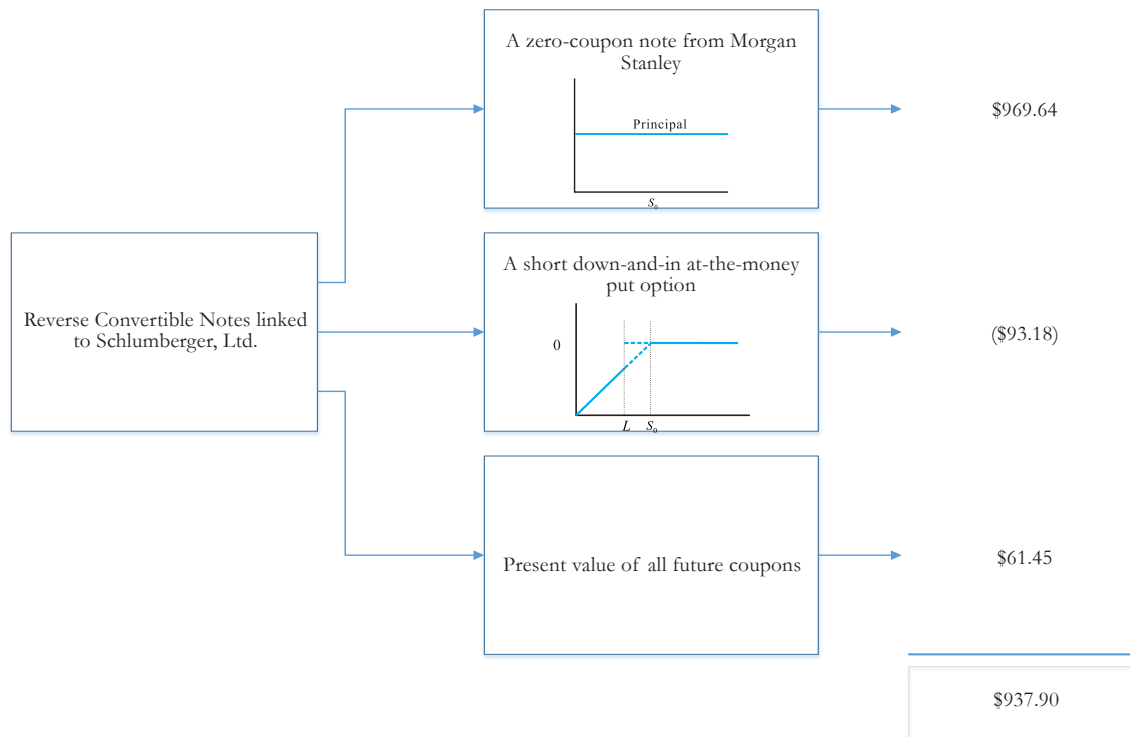 A zero-coupon note from Morgan
Stanley
Principal
S₀
$969.64
Reverse Convertible Notes linked
to Schlumberger, Ltd.
A short down-and-in at-the-money
put option
0
L S₀
($93.18)
Present value of all future coupons
$61.45
$937.90